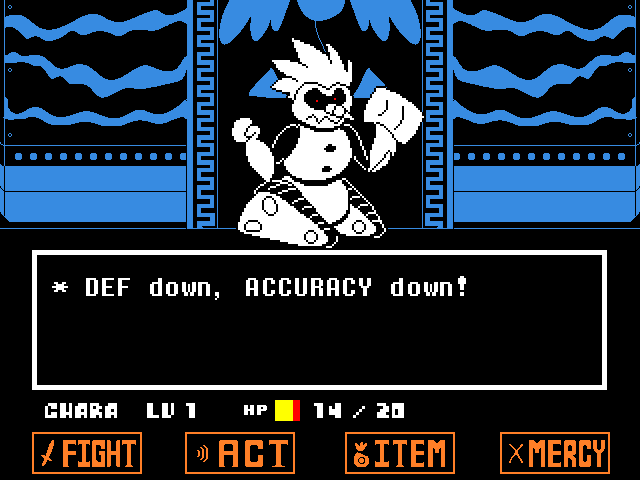 * DEF down, ACCURACY down!
CHARA LV 1 HP 14 / 20
FIGHT ACT ITEM MERCY